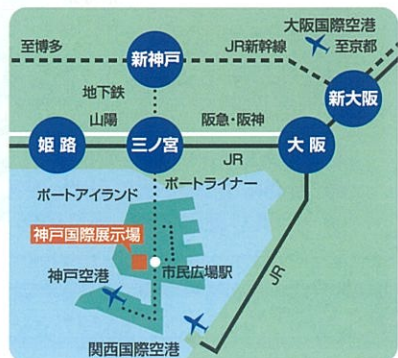 大阪国際空港
至博多
JR新幹線
至京都
新神戸
新大阪
地下鉄
山陽
阪急・阪神
姫路
三ノ宮
大阪
JR
ポートアイランド
ポートライナー
神戸国際展示場
市民広場駅
神戸空港
JR
関西国際空港